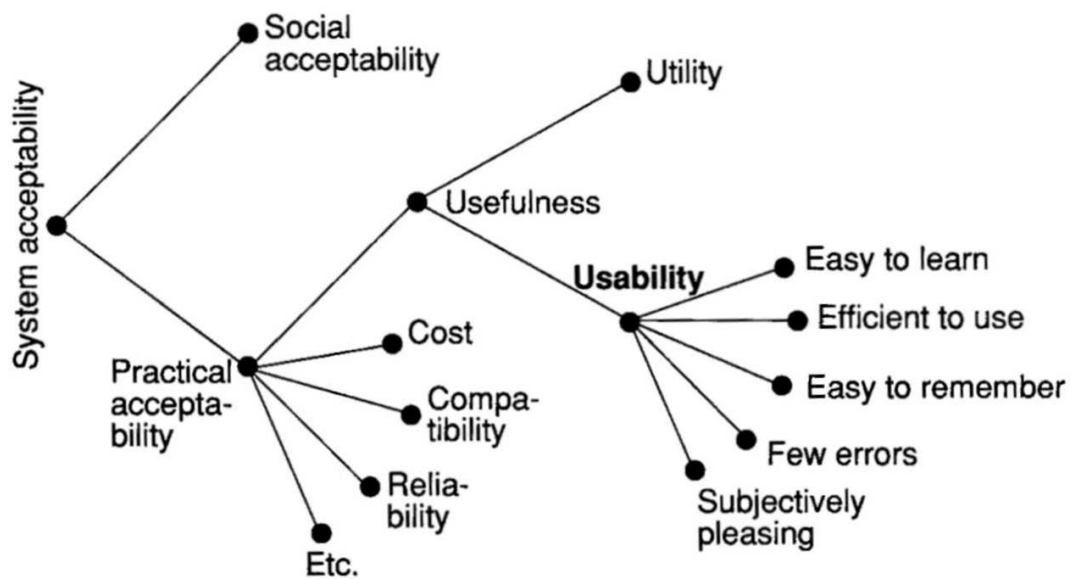 System acceptability
Social
acceptability
Practical
accepta-
bility
Usefulness
Utility
Usability
Easy to learn
Efficient to use
Easy to remember
Few errors
Subjectively
pleasing
Cost
Compa-
tibility
Relia-
bility
Etc.